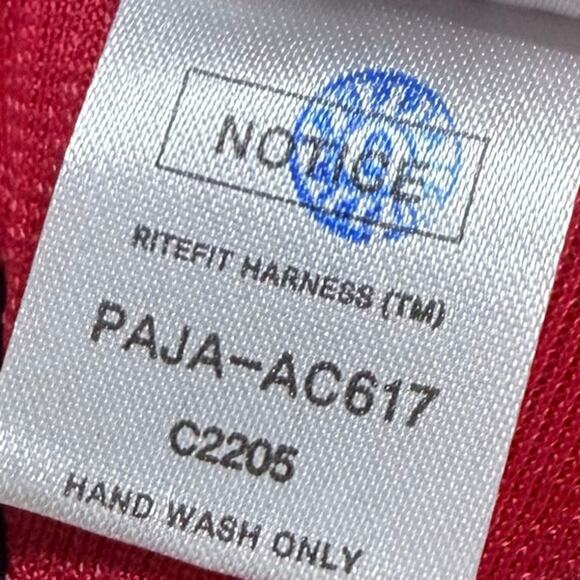 NOTICE
RITEFIT HARNESS (TM)
PAJA-AC617
C2205
HAND WASH ONLY